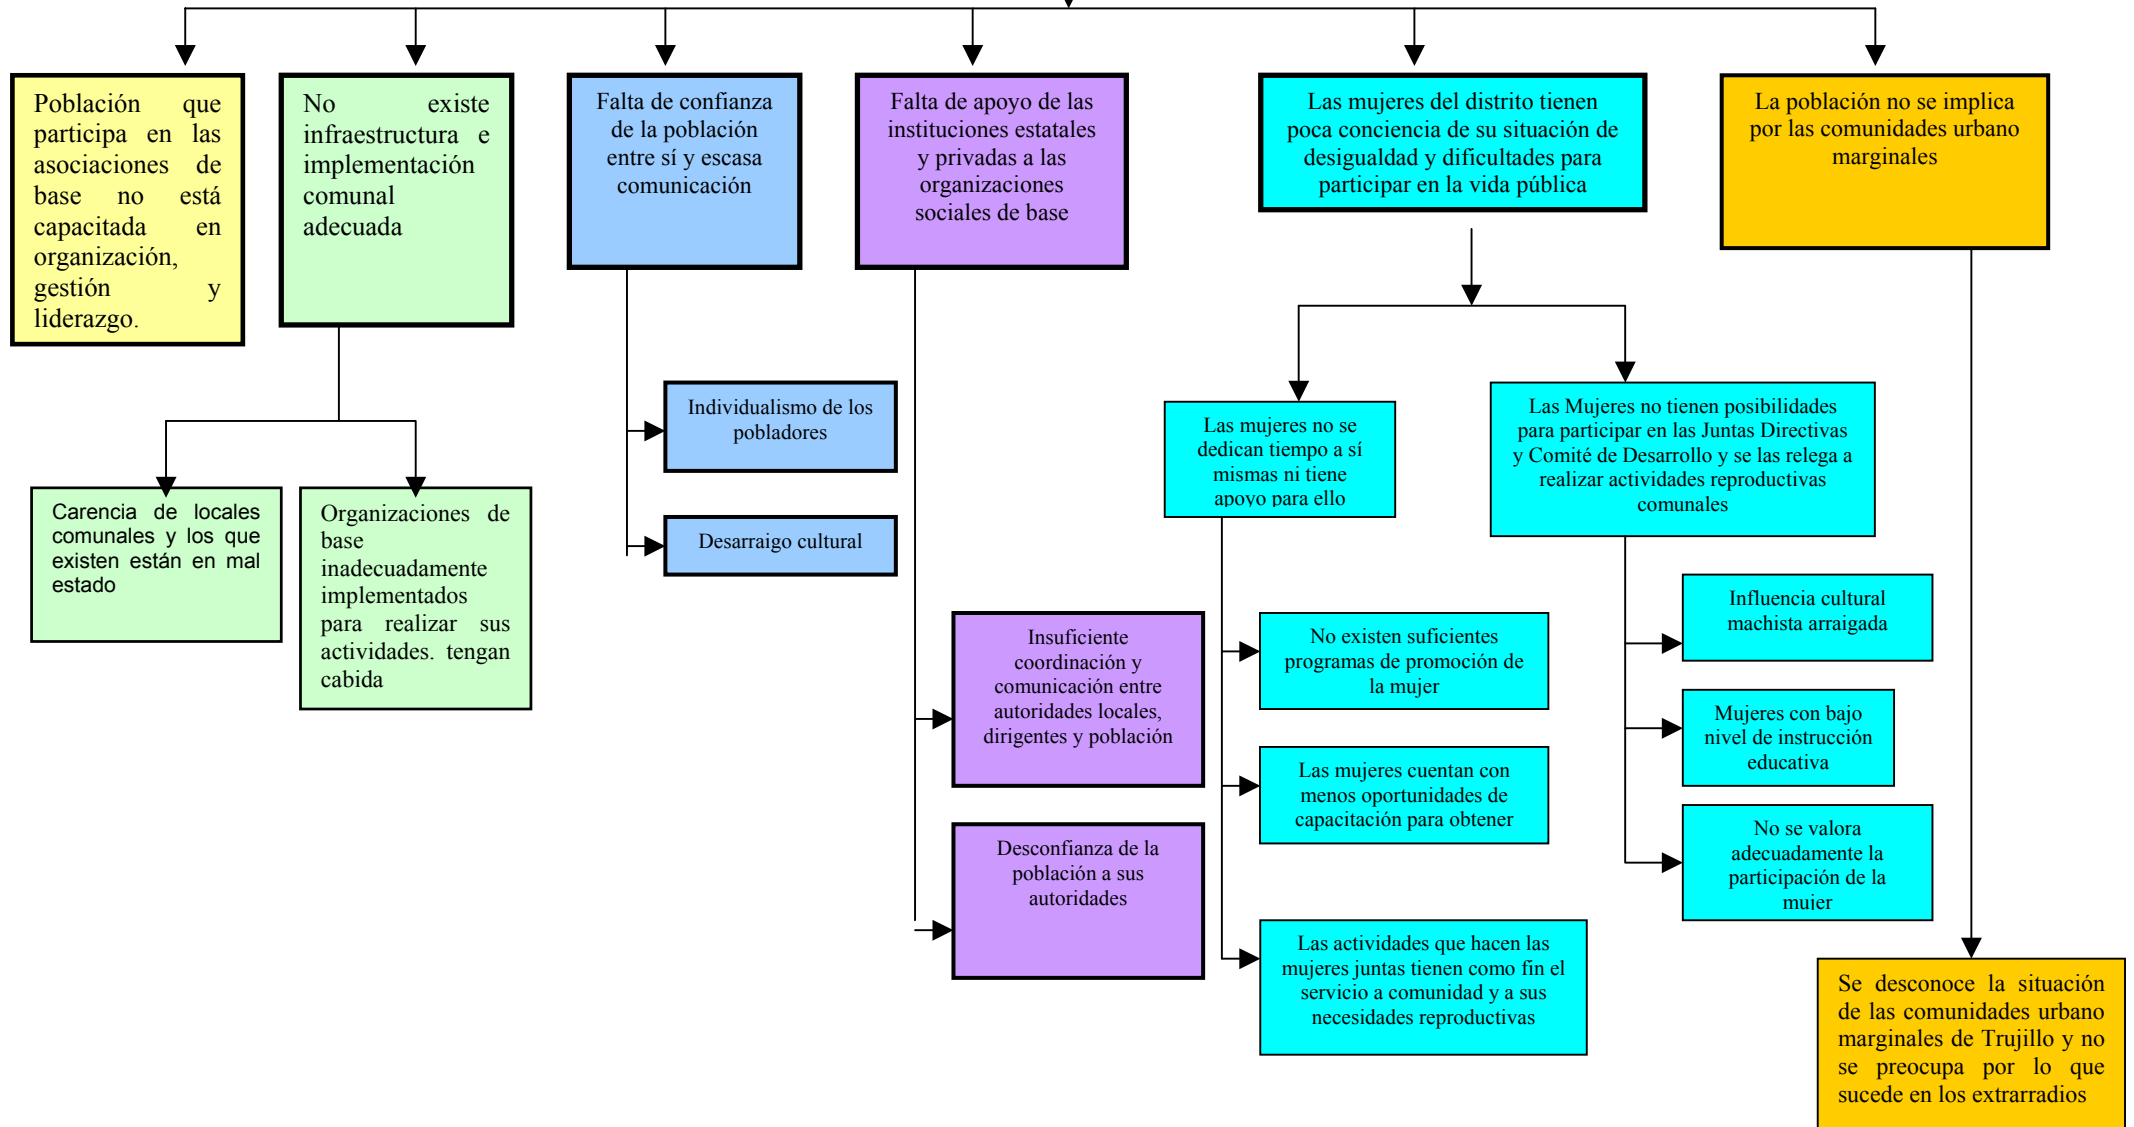 Población que
participa en las
asociaciones de
base no está
capacitada en
organización,
gestión y
liderazgo.
No existe
infraestructura e
implementación
comunal
adecuada
Falta de confianza
de la población
entre sí y escasa
comunicación
Falta de apoyo de las
instituciones estatales
y privadas a las
organizaciones
sociales de base
Las mujeres del distrito tienen
poca conciencia de su situación de
desigualdad y dificultades para
participar en la vida pública
La población no se implica
por las comunidades urbano
marginales
Carencia de locales
comunales y los que
existen están en mal
estado
Organizaciones de
base
inadecuadamente
implementados
para realizar sus
actividades. tengan
cabida
Individualismo de los
pobladores
Desarraigo cultural
Insuficiente
coordinación y
comunicación entre
autoridades locales,
dirigentes y población
Desconfianza de la
población a sus
autoridades
Las mujeres no se
dedican tiempo a sí
mismas ni tiene
apoyo para ello
Las Mujeres no tienen posibilidades
para participar en las Juntas Directivas
y Comité de Desarrollo y se las relega a
realizar actividades reproductivas
comunales
No existen suficientes
programas de promoción de
la mujer
Las mujeres cuentan con
menos oportunidades de
capacitación para obtener
Las actividades que hacen las
mujeres juntas tienen como fin el
servicio a comunidad y a sus
necesidades reproductivas
Influencia cultural
machista arraigada
Mujeres con bajo
nivel de instrucción
educativa
No se valora
adecuadamente la
participación de la
mujer
Se desconoce la situación
de las comunidades urbano
marginales de Trujillo y no
se preocupa por lo que
sucede en los extrarradios